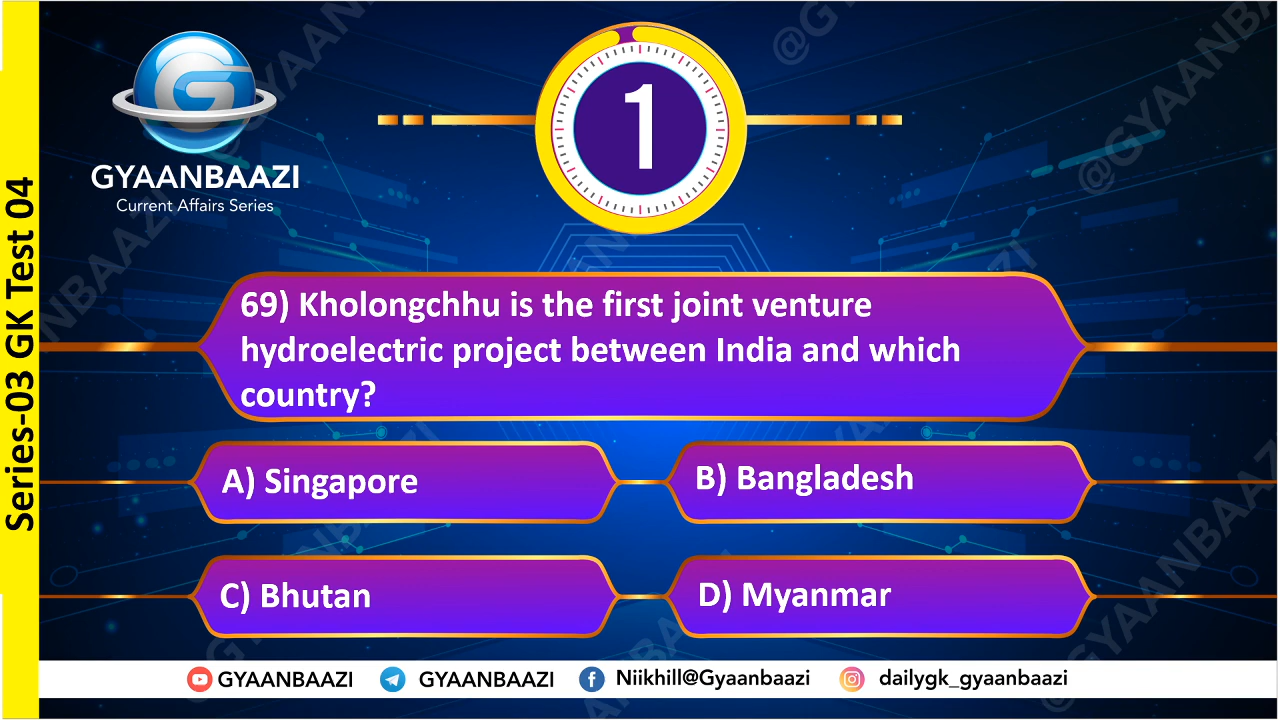 Series-03 GK Test 04
GYAANBAAZI
Current Affairs Series
1
69) Kholongchhu is the first joint venture
hydroelectric project between India and which
country?
A) Singapore
B) Bangladesh
C) Bhutan
D) Myanmar
GYAANBAAZI GYAANBAAZI Niikhill@Gyaanbaazi dailygk_gyaanbaazi
@GYAANBAAZI